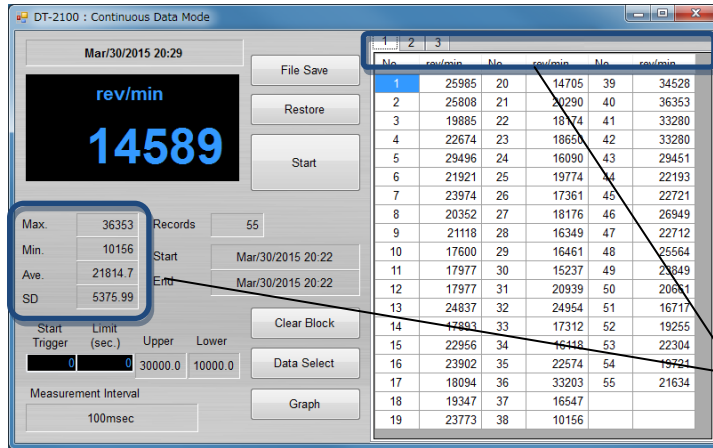 DT-2100 : Continuous Data Mode
Mar/30/2015 20:29
rev/min
14589
File Save
Restore
Start
Max. 36353 Records 55
Min. 10156
Start Mar/30/2015 20:22
Ave. 21814.7
End Mar/30/2015 20:22
SD 5375.99
Start Trigger Limit (sec.) Upper Lower
0 0 30000.0 10000.0
Measurement Interval
100msec
Clear Block
Data Select
Graph
1 2 3
No. rev/min No. rev/min No. rev/min
1 25985 20 14705 39 34528
2 25808 21 20290 40 36353
3 19885 22 18174 41 33280
4 22674 23 18650 42 33280
5 29496 24 16090 43 29451
6 21921 25 19774 44 22193
7 23974 26 17361 45 22721
8 20352 27 18176 46 26949
9 21118 28 16349 47 22712
10 17600 29 16461 48 25564
11 17977 30 15237 49 23849
12 17977 31 20939 50 20661
13 24837 32 24954 51 16717
14 17893 33 17312 52 19255
15 22956 34 16118 53 22304
16 23902 35 22574 54 19721
17 18094 36 33203 55 21634
18 19347 37 16547
19 23773 38 10156